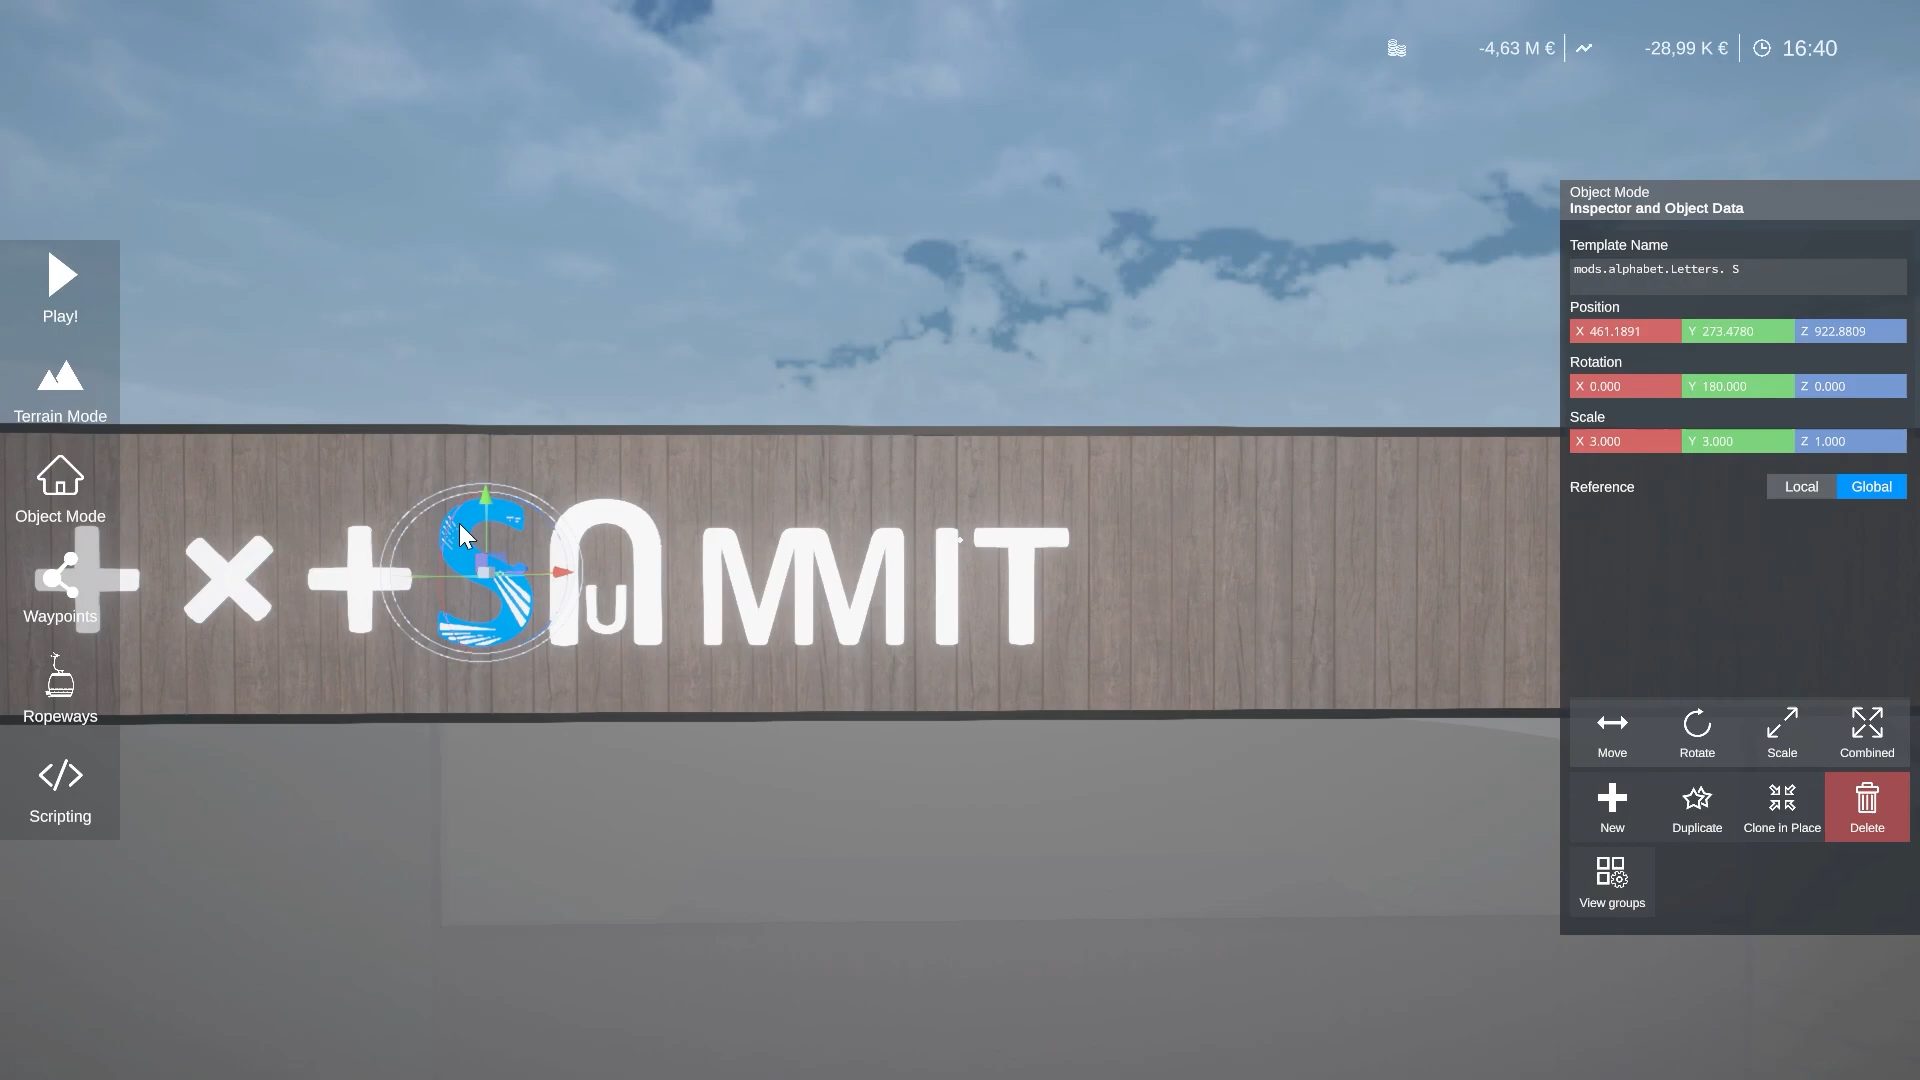 -4,63 M €
-28,99 K €
16:40
Object Mode
Inspector and Object Data
Template Name
mods.alphabet.Letters. S
Position
X 461.1891 Y 273.4780 Z 922.8809
Rotation
X 0.000 Y 180.000 Z 0.000
Scale
X 3.000 Y 3.000 Z 1.000
Reference Local Global
Play!
Terrain Mode
Object Mode
Waypoints
Ropeways
Scripting
+ × + S U MMIT
Move Rotate Scale Combined
New Duplicate Clone in Place Delete
View groups